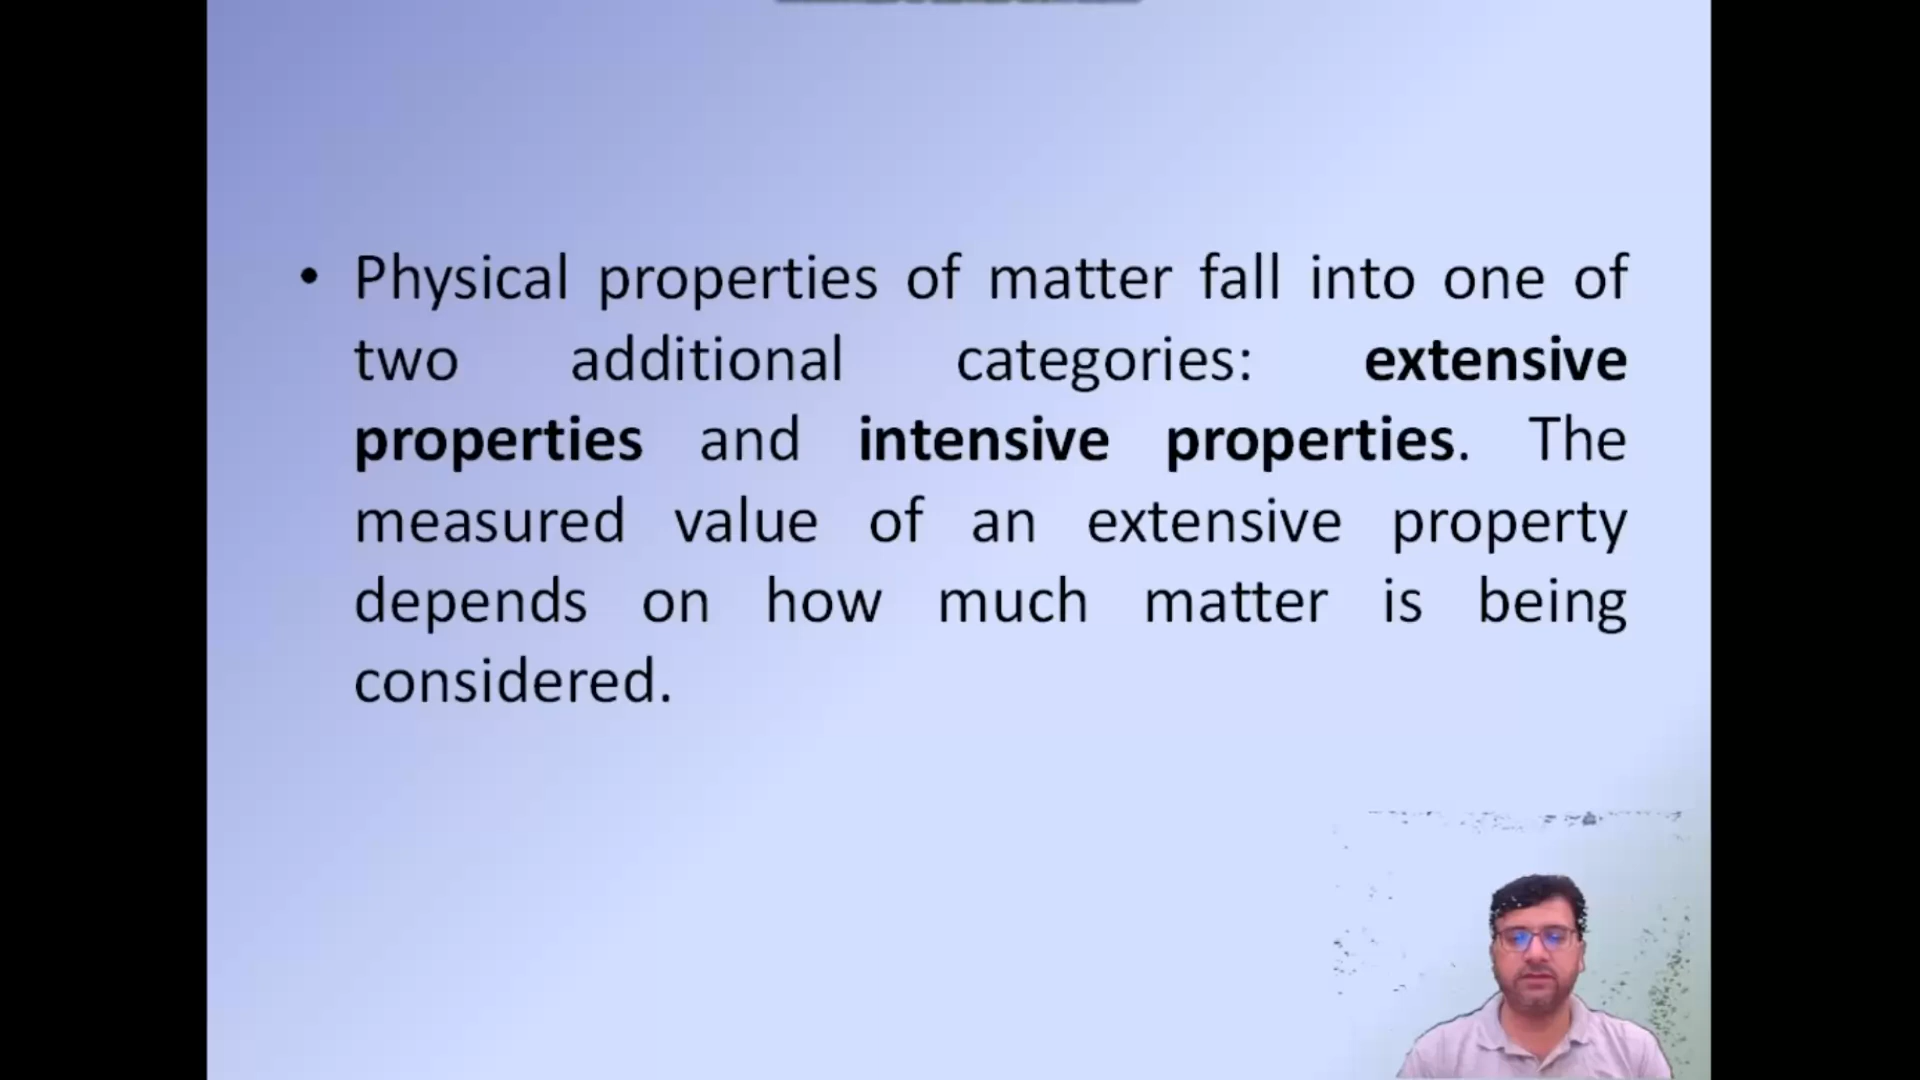 • Physical properties of matter fall into one of
two additional categories: extensive
properties and intensive properties. The
measured value of an extensive property
depends on how much matter is being
considered.